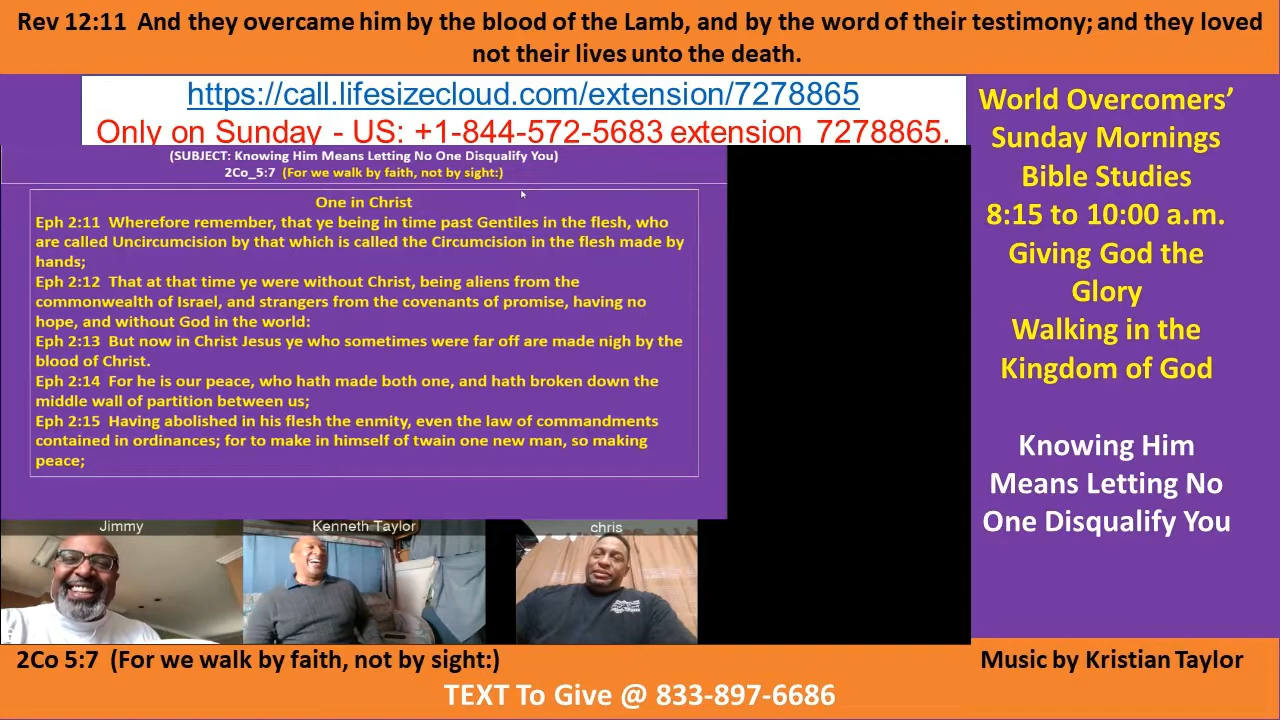 Rev 12:11  And they overcame him by the blood of the Lamb, and by the word of their testimony; and they loved
not their lives unto the death.
https://call.lifesizecloud.com/extension/7278865
Only on Sunday - US: +1-844-572-5683 extension 7278865.
(SUBJECT: Knowing Him Means Letting No One Disqualify You)
2Co_5:7  (For we walk by faith, not by sight:)
One in Christ
Eph 2:11  Wherefore remember, that ye being in time past Gentiles in the flesh, who
are called Uncircumcision by that which is called the Circumcision in the flesh made by
hands;
Eph 2:12  That at that time ye were without Christ, being aliens from the
commonwealth of Israel, and strangers from the covenants of promise, having no
hope, and without God in the world:
Eph 2:13  But now in Christ Jesus ye who sometimes were far off are made nigh by the
blood of Christ.
Eph 2:14  For he is our peace, who hath made both one, and hath broken down the
middle wall of partition between us;
Eph 2:15  Having abolished in his flesh the enmity, even the law of commandments
contained in ordinances; for to make in himself of twain one new man, so making
peace;
Jimmy
Kenneth Taylor
chris
World Overcomers'
Sunday Mornings
Bible Studies
8:15 to 10:00 a.m.
Giving God the
Glory
Walking in the
Kingdom of God
Knowing Him
Means Letting No
One Disqualify You
2Co 5:7  (For we walk by faith, not by sight:)
Music by Kristian Taylor
TEXT To Give @ 833-897-6686